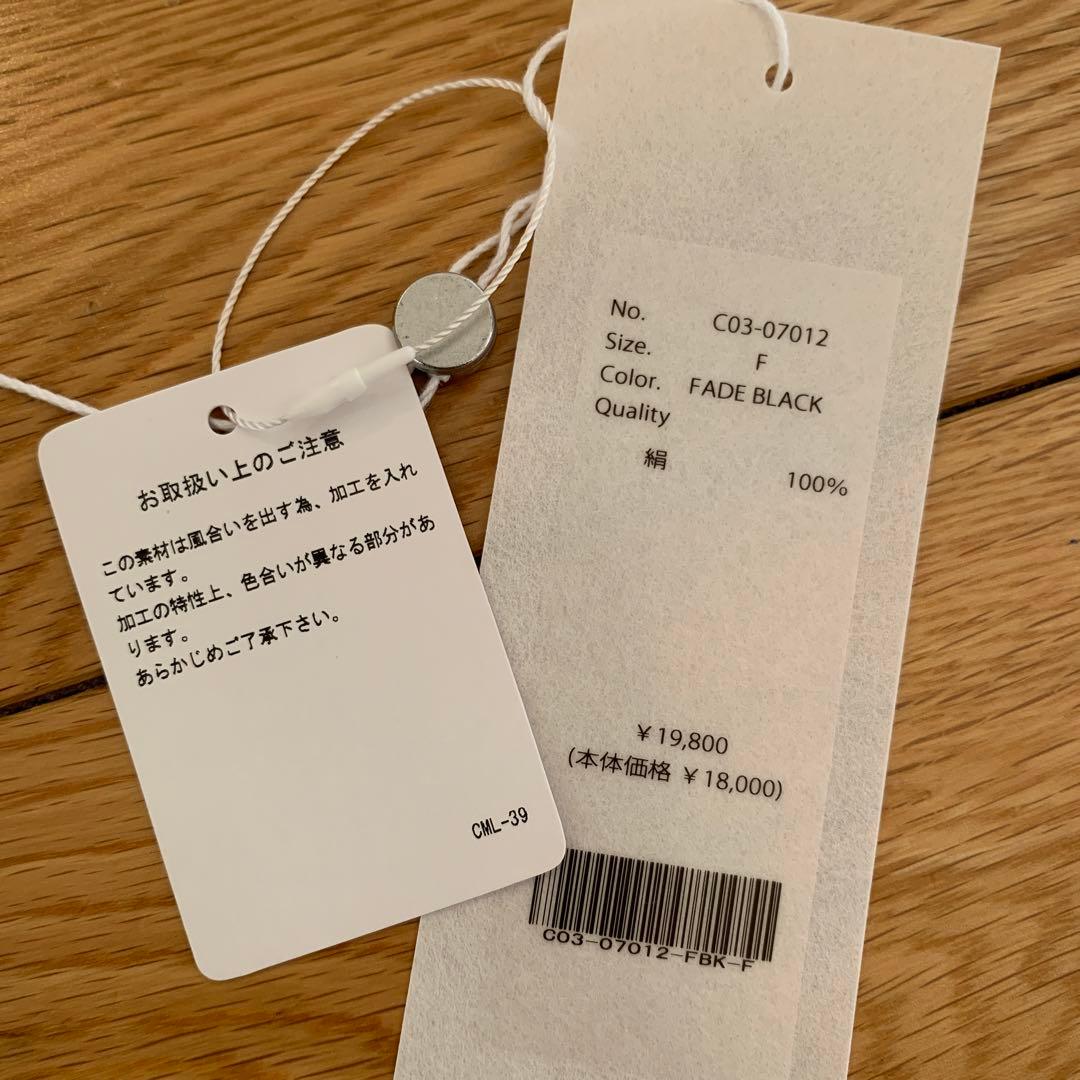 お取扱い上のご注意
この素材は風合いを出す為、加工を入れ
ています。
加工の特性上、色合いが異なる部分があ
ります。
あらかじめご了承下さい。
CML-39
No. C03-07012
Size. F
Color. FADE BLACK
Quality
絹 100%
¥19,800
(本体価格 ¥18,000)
C03-07012-FBK-F